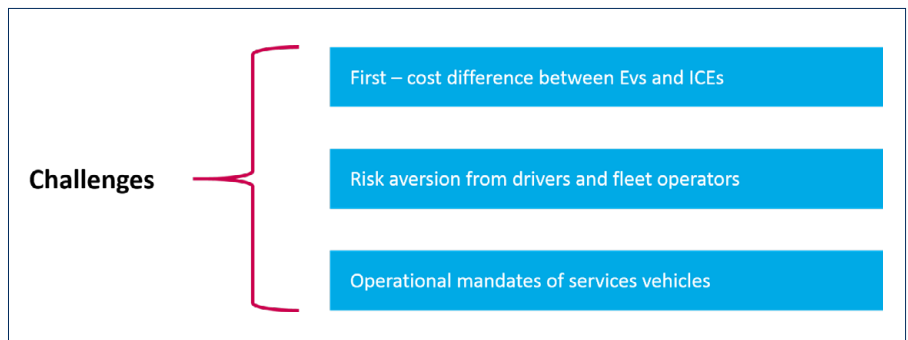 First – cost difference between Evs and ICEs
Risk aversion from drivers and fleet operators
Challenges
Operational mandates of services vehicles